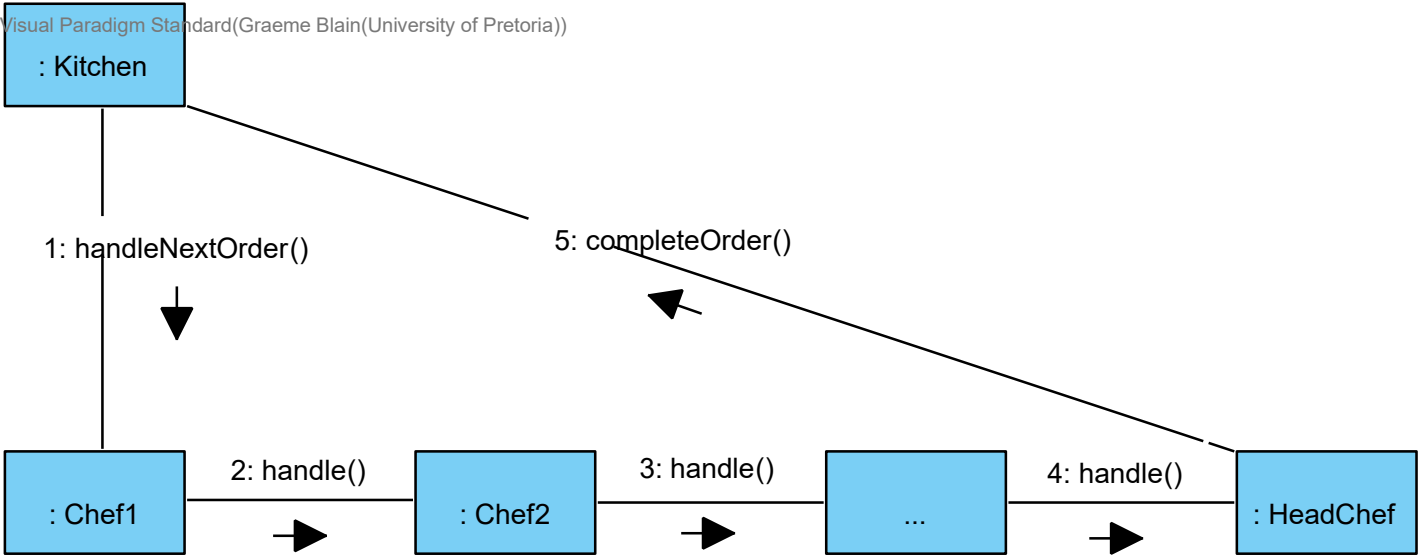 Visual Paradigm Standard(Graeme Blain(University of Pretoria))
: Kitchen
1: handleNextOrder()
5: completeOrder()
2: handle()
3: handle()
4: handle()
: Chef1
: Chef2
...
: HeadChef